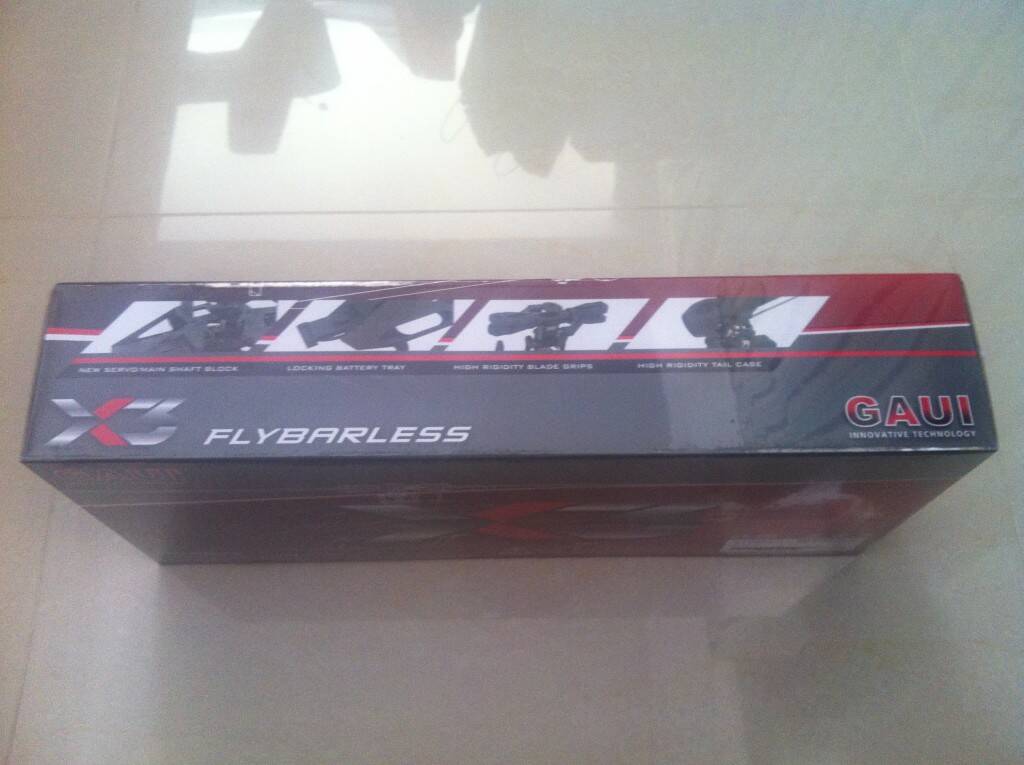 NEW SERVO/MAIN SHAFT BLOCK
LOCKING BATTERY TRAY
HIGH RIGIDITY BLADE GRIPS
HIGH RIGIDITY TAIL CASE
X3 FLYBARLESS
GAUI
INNOVATIVE TECHNOLOGY
X3